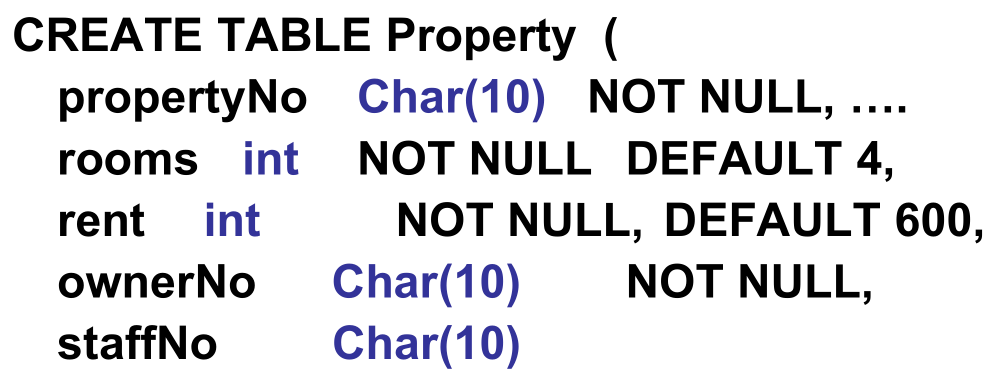 CREATE TABLE Property (
propertyNo Char(10) NOT NULL, ....
rooms int NOT NULL DEFAULT 4,
rent int NOT NULL, DEFAULT 600,
ownerNo Char(10) NOT NULL,
staffNo Char(10)